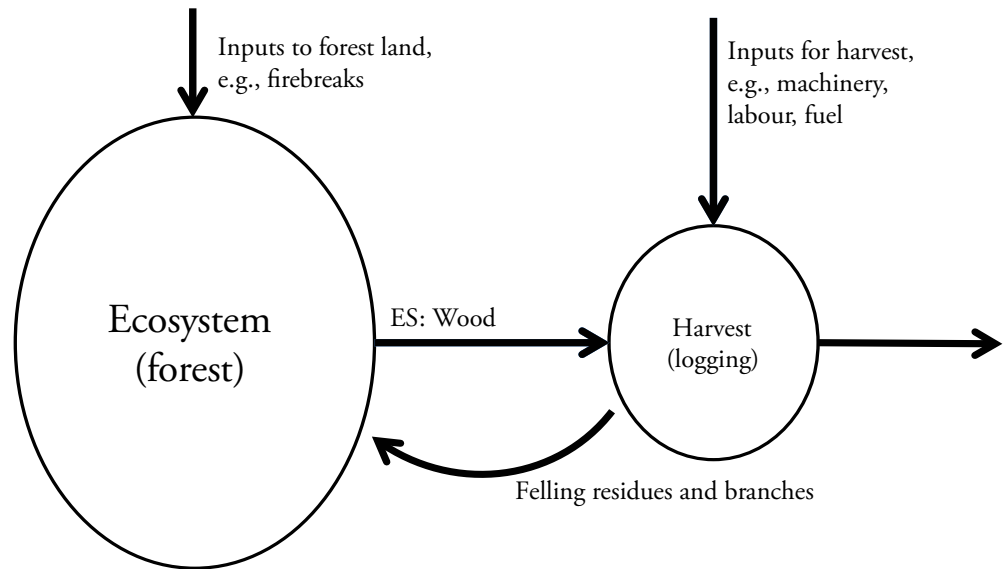 Inputs to forest land,
e.g., firebreaks
Inputs for harvest,
e.g., machinery,
labour, fuel
Ecosystem
(forest)
ES: Wood
Harvest
(logging)
Felling residues and branches